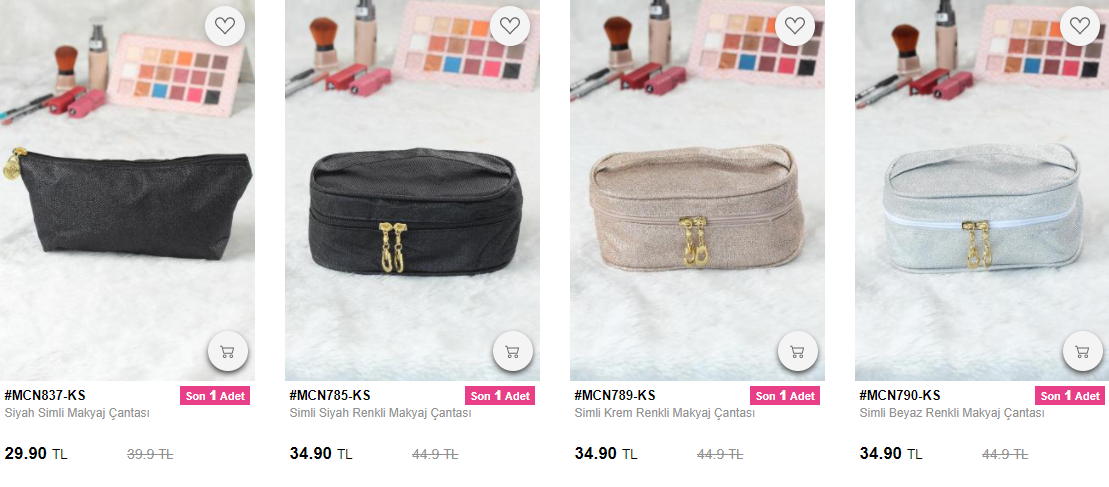 #MCN837-KS Son 1 Adet
Siyah Simli Makyaj Çantası
29.90 TL 39.9 TL
#MCN785-KS Son 1 Adet
Simli Siyah Renkli Makyaj Çantası
34.90 TL 44.9 TL
#MCN789-KS Son 1 Adet
Simli Krem Renkli Makyaj Çantası
34.90 TL 44.9 TL
#MCN790-KS Son 1 Adet
Simli Beyaz Renkli Makyaj Çantası
34.90 TL 44.9 TL